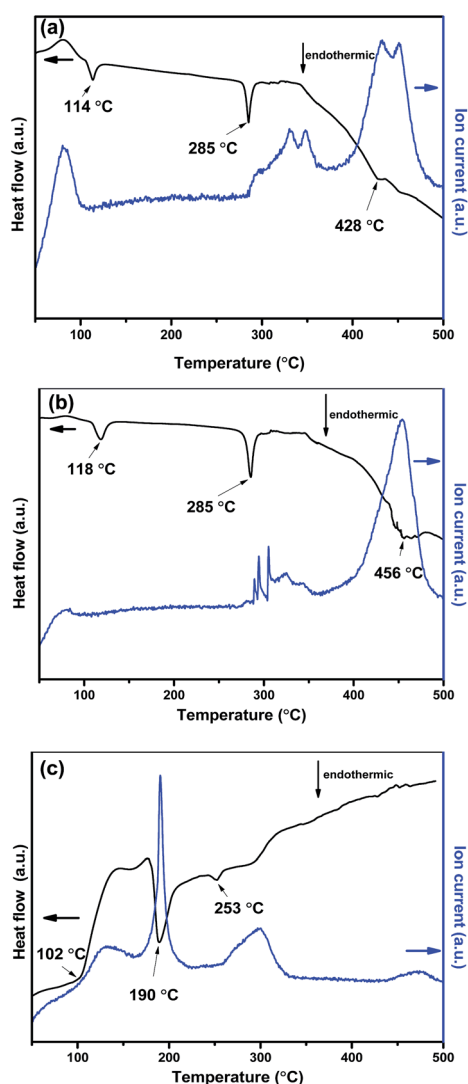 (a)
endothermic
114 °C
285 °C
428 °C
Heat flow (a.u.)
Ion current (a.u.)
100 200 300 400 500
Temperature (°C)
(b)
endothermic
118 °C
285 °C
456 °C
Heat flow (a.u.)
Ion current (a.u.)
100 200 300 400 500
Temperature (°C)
(c)
endothermic
102 °C
253 °C
190 °C
Heat flow (a.u.)
Ion current (a.u.)
100 200 300 400 500
Temperature (°C)